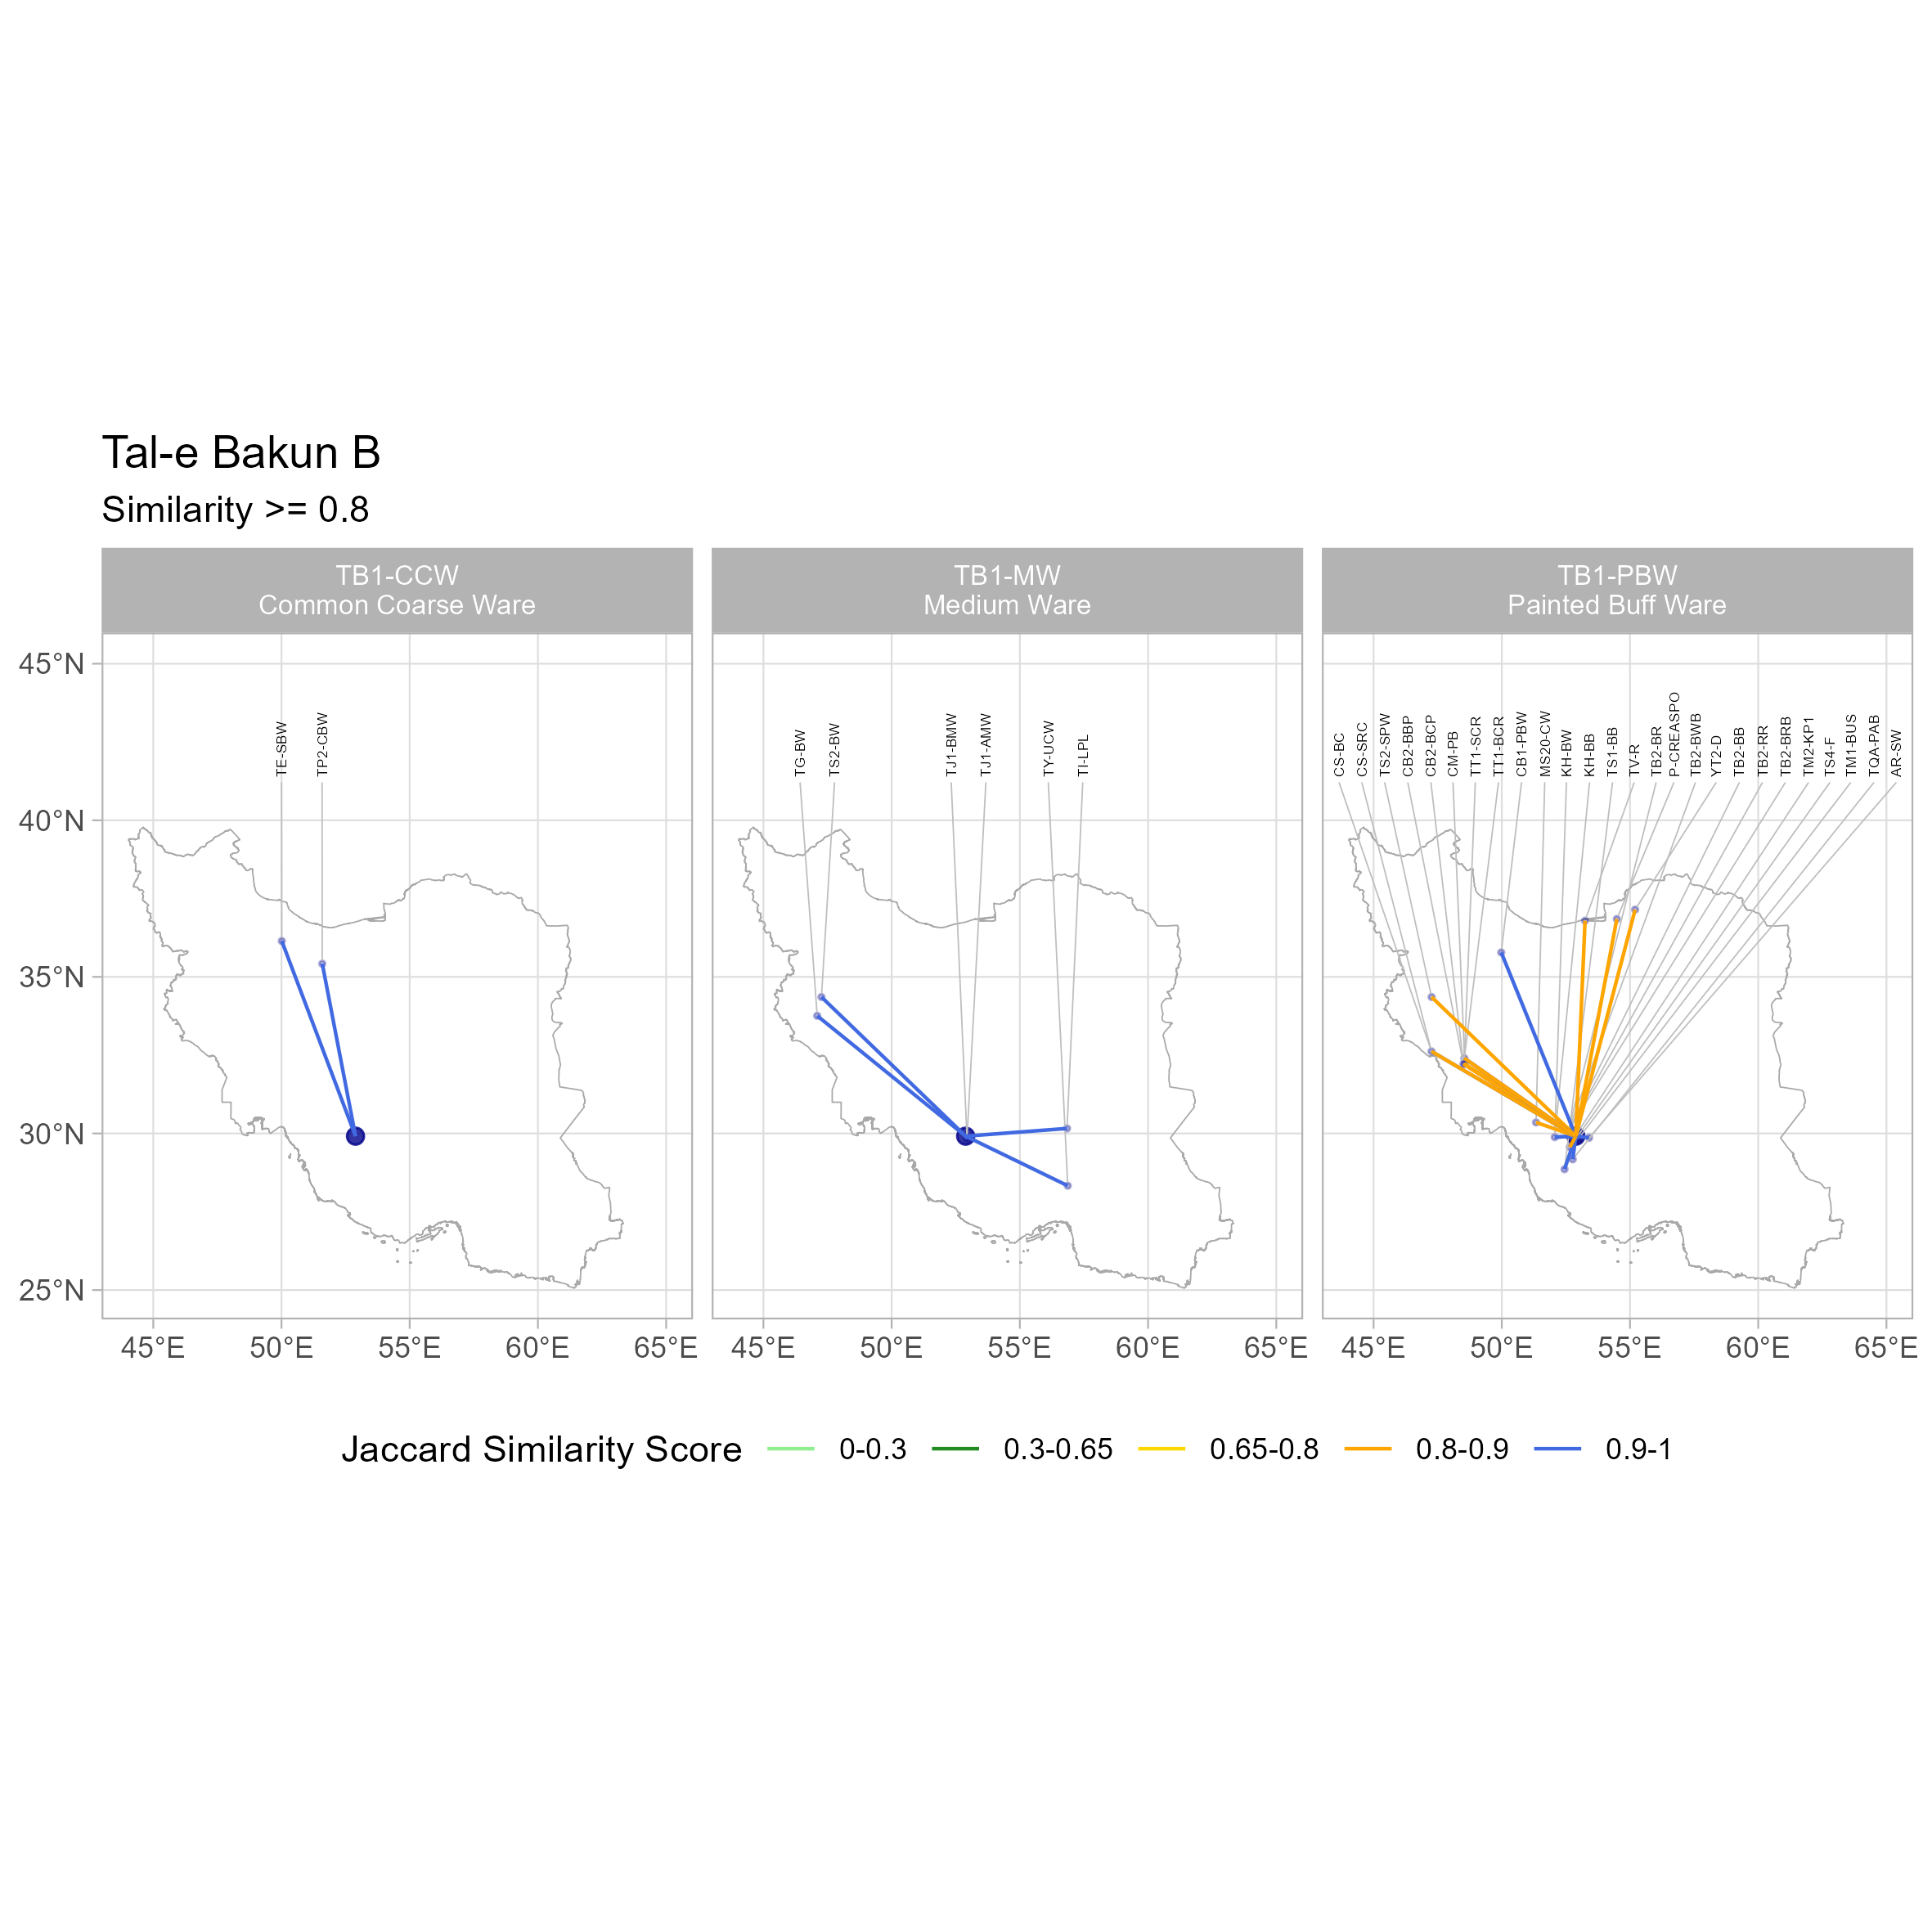 Tal-e Bakun B
Similarity >= 0.8
TB1-CCW
Common Coarse Ware
TB1-MW
Medium Ware
TB1-PBW
Painted Buff Ware
45°N
40°N
35°N
30°N
25°N
TE-SBW
TP2-CBW
TG-BW
TS2-BW
TJ1-BMW
TJ1-AMW
TY-UCW
TI-LPL
CS-BC
CS-SRC
TS2-SPW
CB2-BBP
CB2-BCP
CM-PB
TT1-SCR
TT1-BCR
CB1-PBW
MS20-CW
KH-BW
KH-BB
TS1-BB
TV-R
TB2-BR
P-CREASPO
TB2-BWB
YT2-D
TB2-BB
TB2-RR
TB2-BRB
TM2-KP1
TS4-F
TM1-BUS
TQA-PAB
AR-SW
45°E 50°E 55°E 60°E 65°E
45°E 50°E 55°E 60°E 65°E
45°E 50°E 55°E 60°E 65°E
Jaccard Similarity Score 0-0.3 0.3-0.65 0.65-0.8 0.8-0.9 0.9-1